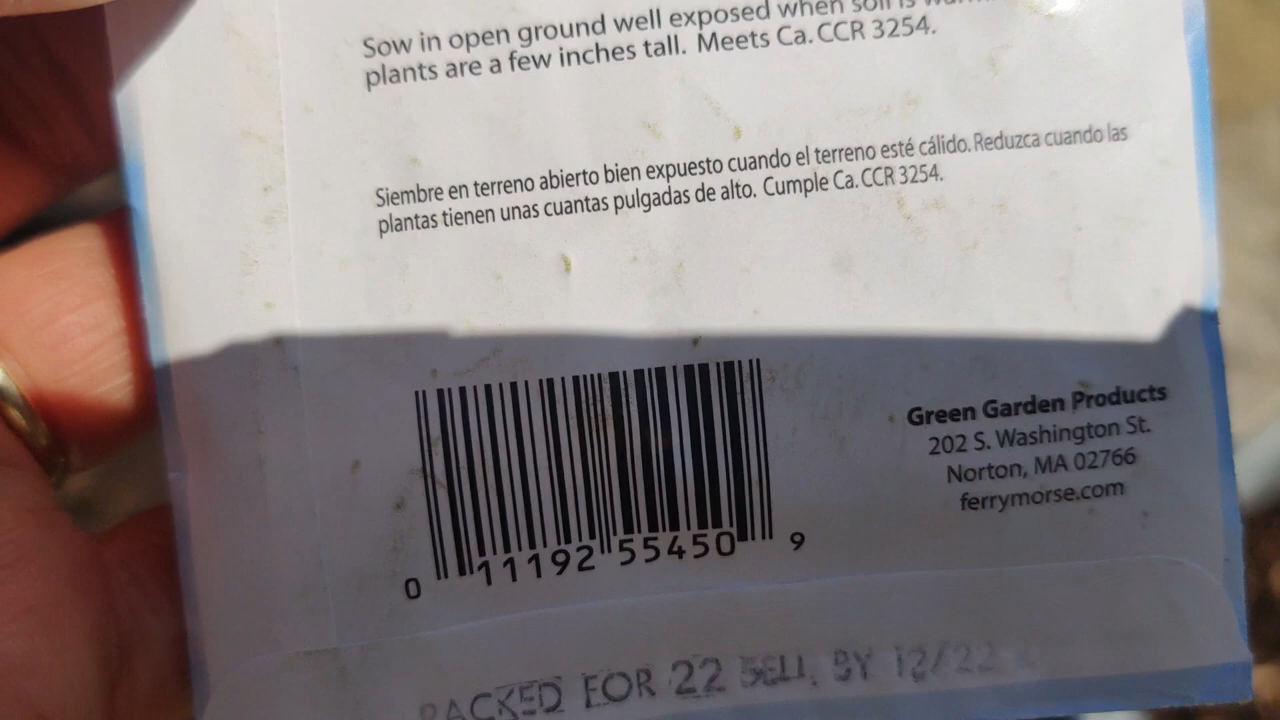 Sow in open ground well exposed when soil is
plants are a few inches tall. Meets Ca. CCR 3254.
Siembre en terreno abierto bien expuesto cuando el terreno esté cálido. Reduzca cuando las
plantas tienen unas cuantas pulgadas de alto. Cumple Ca. CCR 3254.
Green Garden Products
202 S. Washington St.
Norton, MA 02766
ferrymorse.com
0 11192 55450 9
PACKED FOR 22 SELL BY 12/22